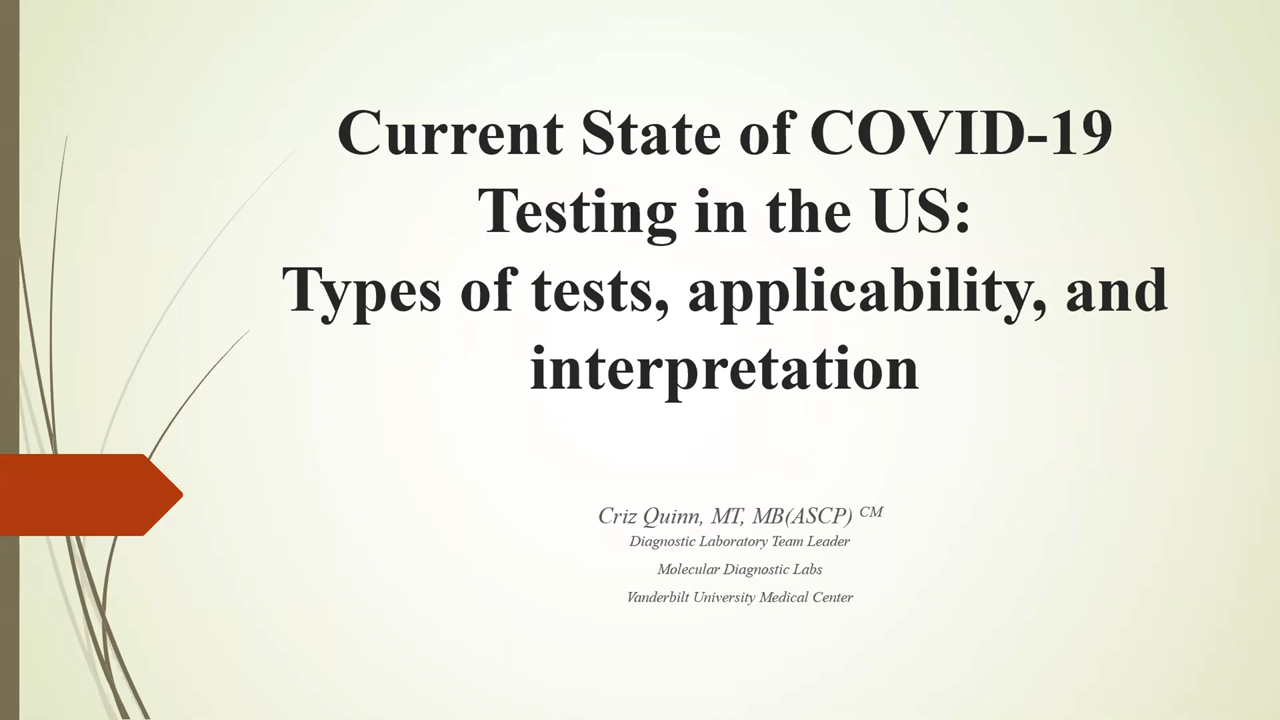 Current State of COVID-19
Testing in the US:
Types of tests, applicability, and
interpretation
Criz Quinn, MT, MB(ASCP) CM
Diagnostic Laboratory Team Leader
Molecular Diagnostic Labs
Vanderbilt University Medical Center